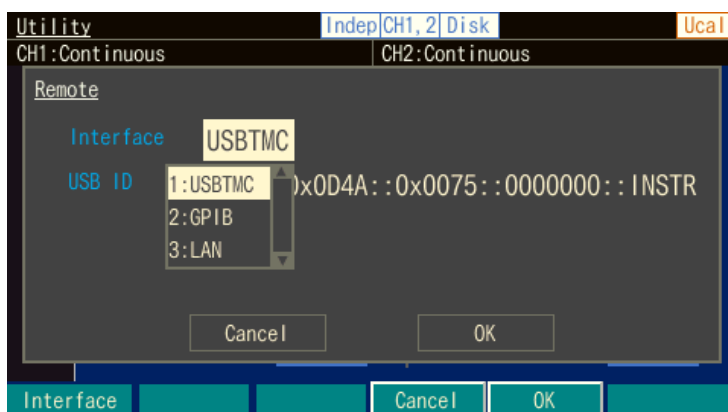 Utility Indep CH1,2 Disk Ucal
CH1:Continuous CH2:Continuous
Remote
Interface USBTMC
USB ID x0D4A::0x0075::0000000::INSTR
1:USBTMC
2:GPIB
3:LAN
Cancel OK
Interface Cancel OK